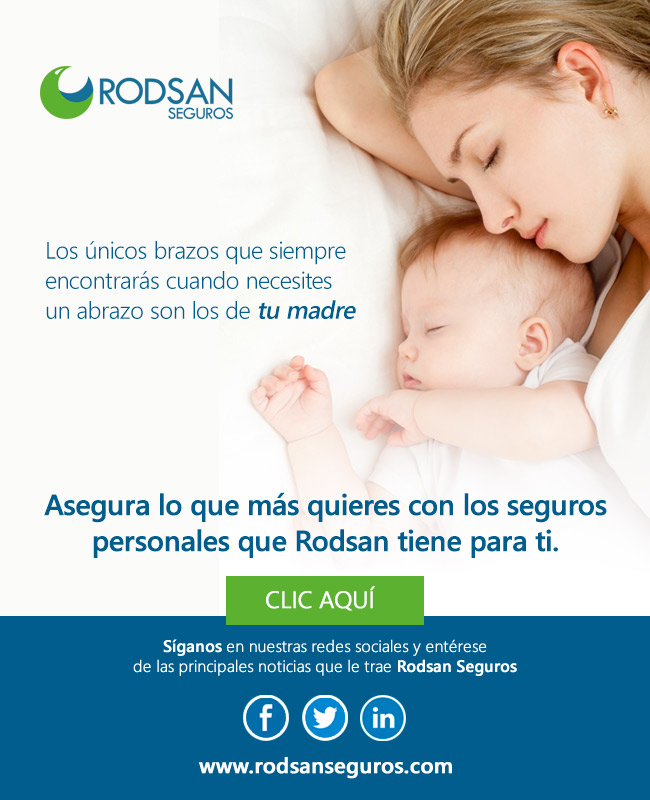 RODSAN
SEGUROS
Los únicos brazos que siempre
encontrarás cuando necesites
un abrazo son los de tu madre
Asegura lo que más quieres con los seguros
personales que Rodsan tiene para ti.
CLIC AQUÍ
Síganos en nuestras redes sociales y entérese
de las principales noticias que le trae Rodsan Seguros
f
in
www.rodsanseguros.com